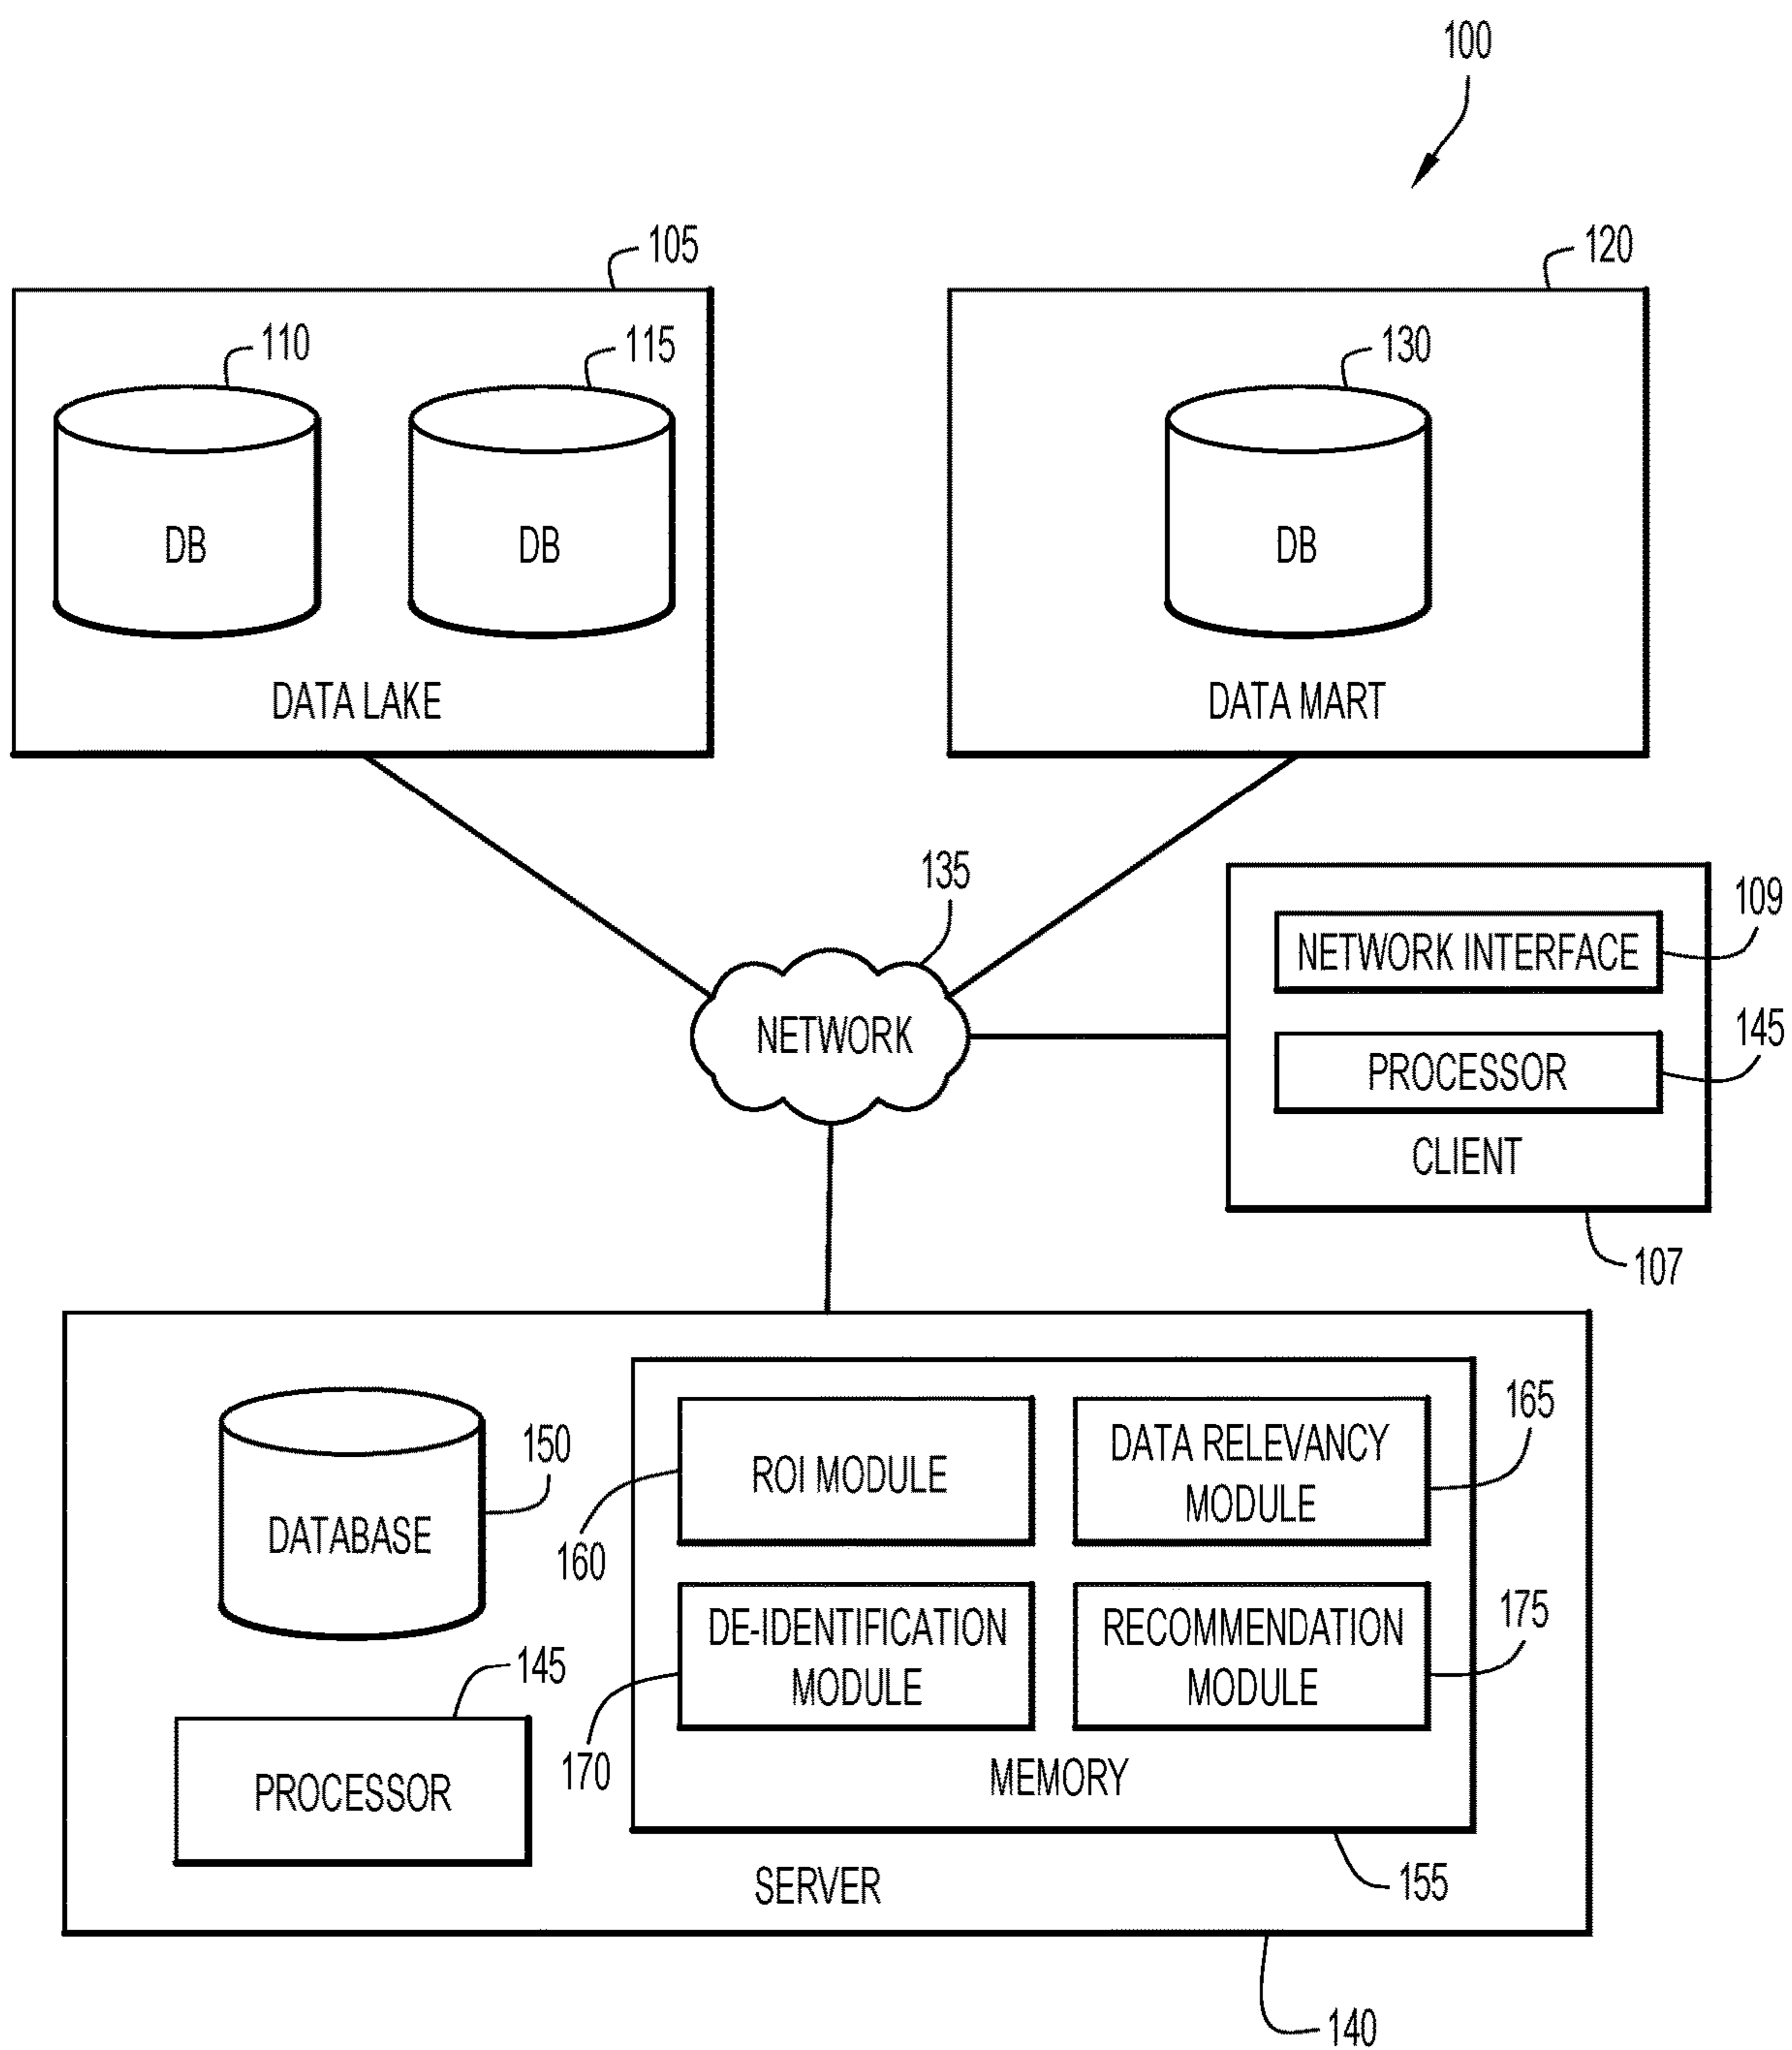 100
105
120
110
115
130
DB
DB
DB
DATA LAKE
DATA MART
135
109
NETWORK INTERFACE
NETWORK
145
PROCESSOR
CLIENT
107
165
150
ROI MODULE
DATA RELEVANCY
MODULE
DATABASE
160
175
DE-IDENTIFICATION
MODULE
RECOMMENDATION
MODULE
145
170
MEMORY
PROCESSOR
155
SERVER
140